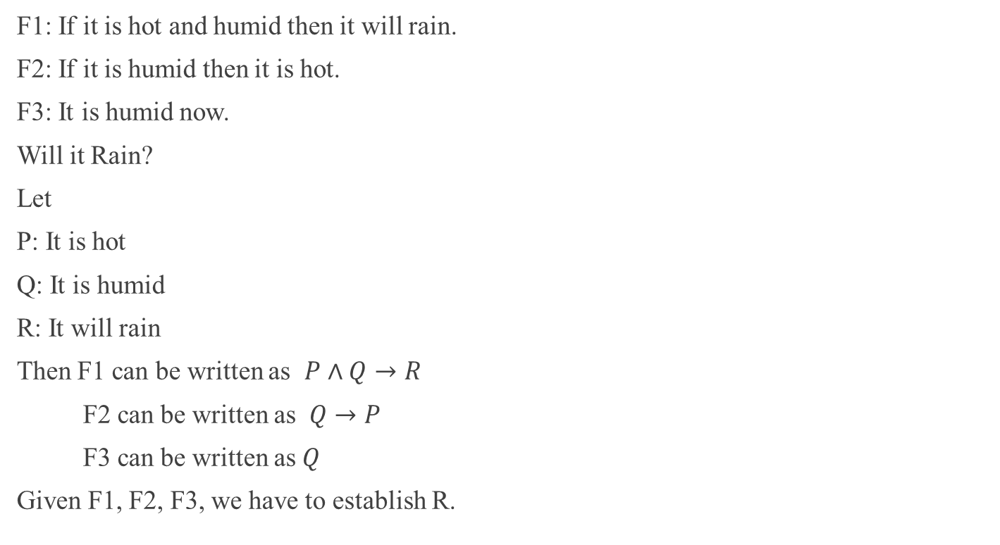 F1: If it is hot and humid then it will rain.
F2: If it is humid then it is hot.
F3: It is humid now.
Will it Rain?
Let
P: It is hot
Q: It is humid
R: It will rain
Then F1 can be written as 𝑃 ∧ 𝑄 → 𝑅
F2 can be written as 𝑄 → 𝑃
F3 can be written as 𝑄
Given F1, F2, F3, we have to establish R.